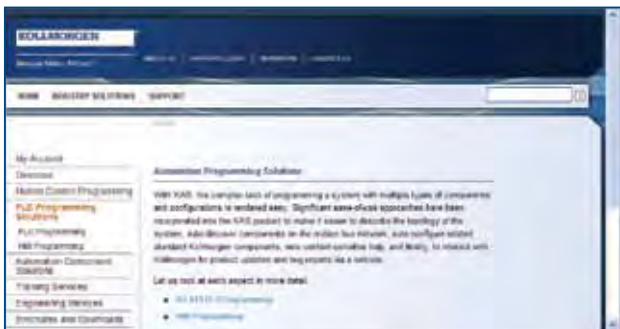 KOLLMORGEN
HOME INDUSTRY SOLUTIONS SUPPORT
My Account
Overview
Motion Control Programming
PLC Programming
Solutions
PLC Programming
HMI Programming
Automation Component
Solutions
Training Services
Engineering Services
Brochures and Downloads
Automation Programming Solutions
With KAS, the complex task of programming a system with multiple types of components
and configurations is rendered easy. Significant ease-of-use approaches have been
incorporated into the KAS product to make it easier to describe the topology of the
system, auto-discover components on the motion bus network, auto-configure related
standard Kollmorgen components, view context-sensitive help, and finally, to interact with
Kollmorgen for product updates and bug reports via a website.
Let us look at each aspect in more detail.
HMI Programming